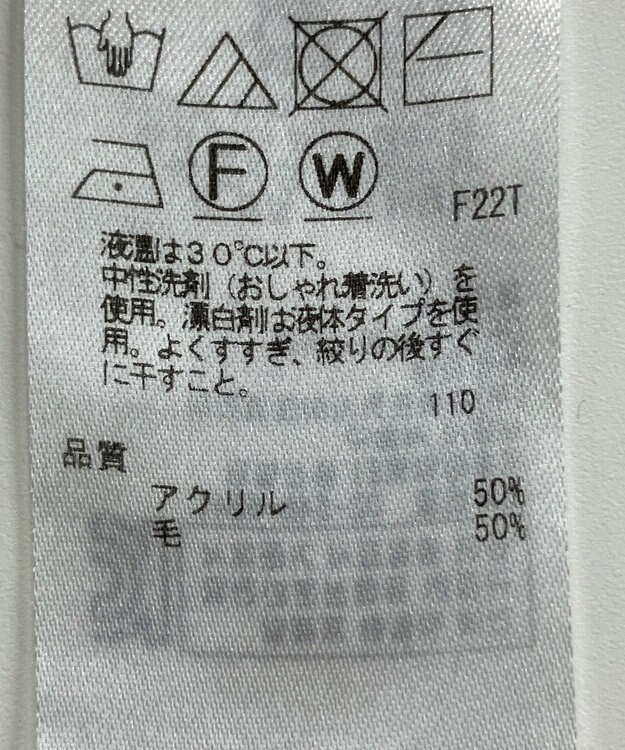 F
W
F22T
液温は30℃以下。
中性洗剤（おしゃれ着洗い）を
使用。漂白剤は液体タイプを使
用。よくすすぎ、絞りの後すぐ
に干すこと。
110
品質
アクリル 50%
毛 50%